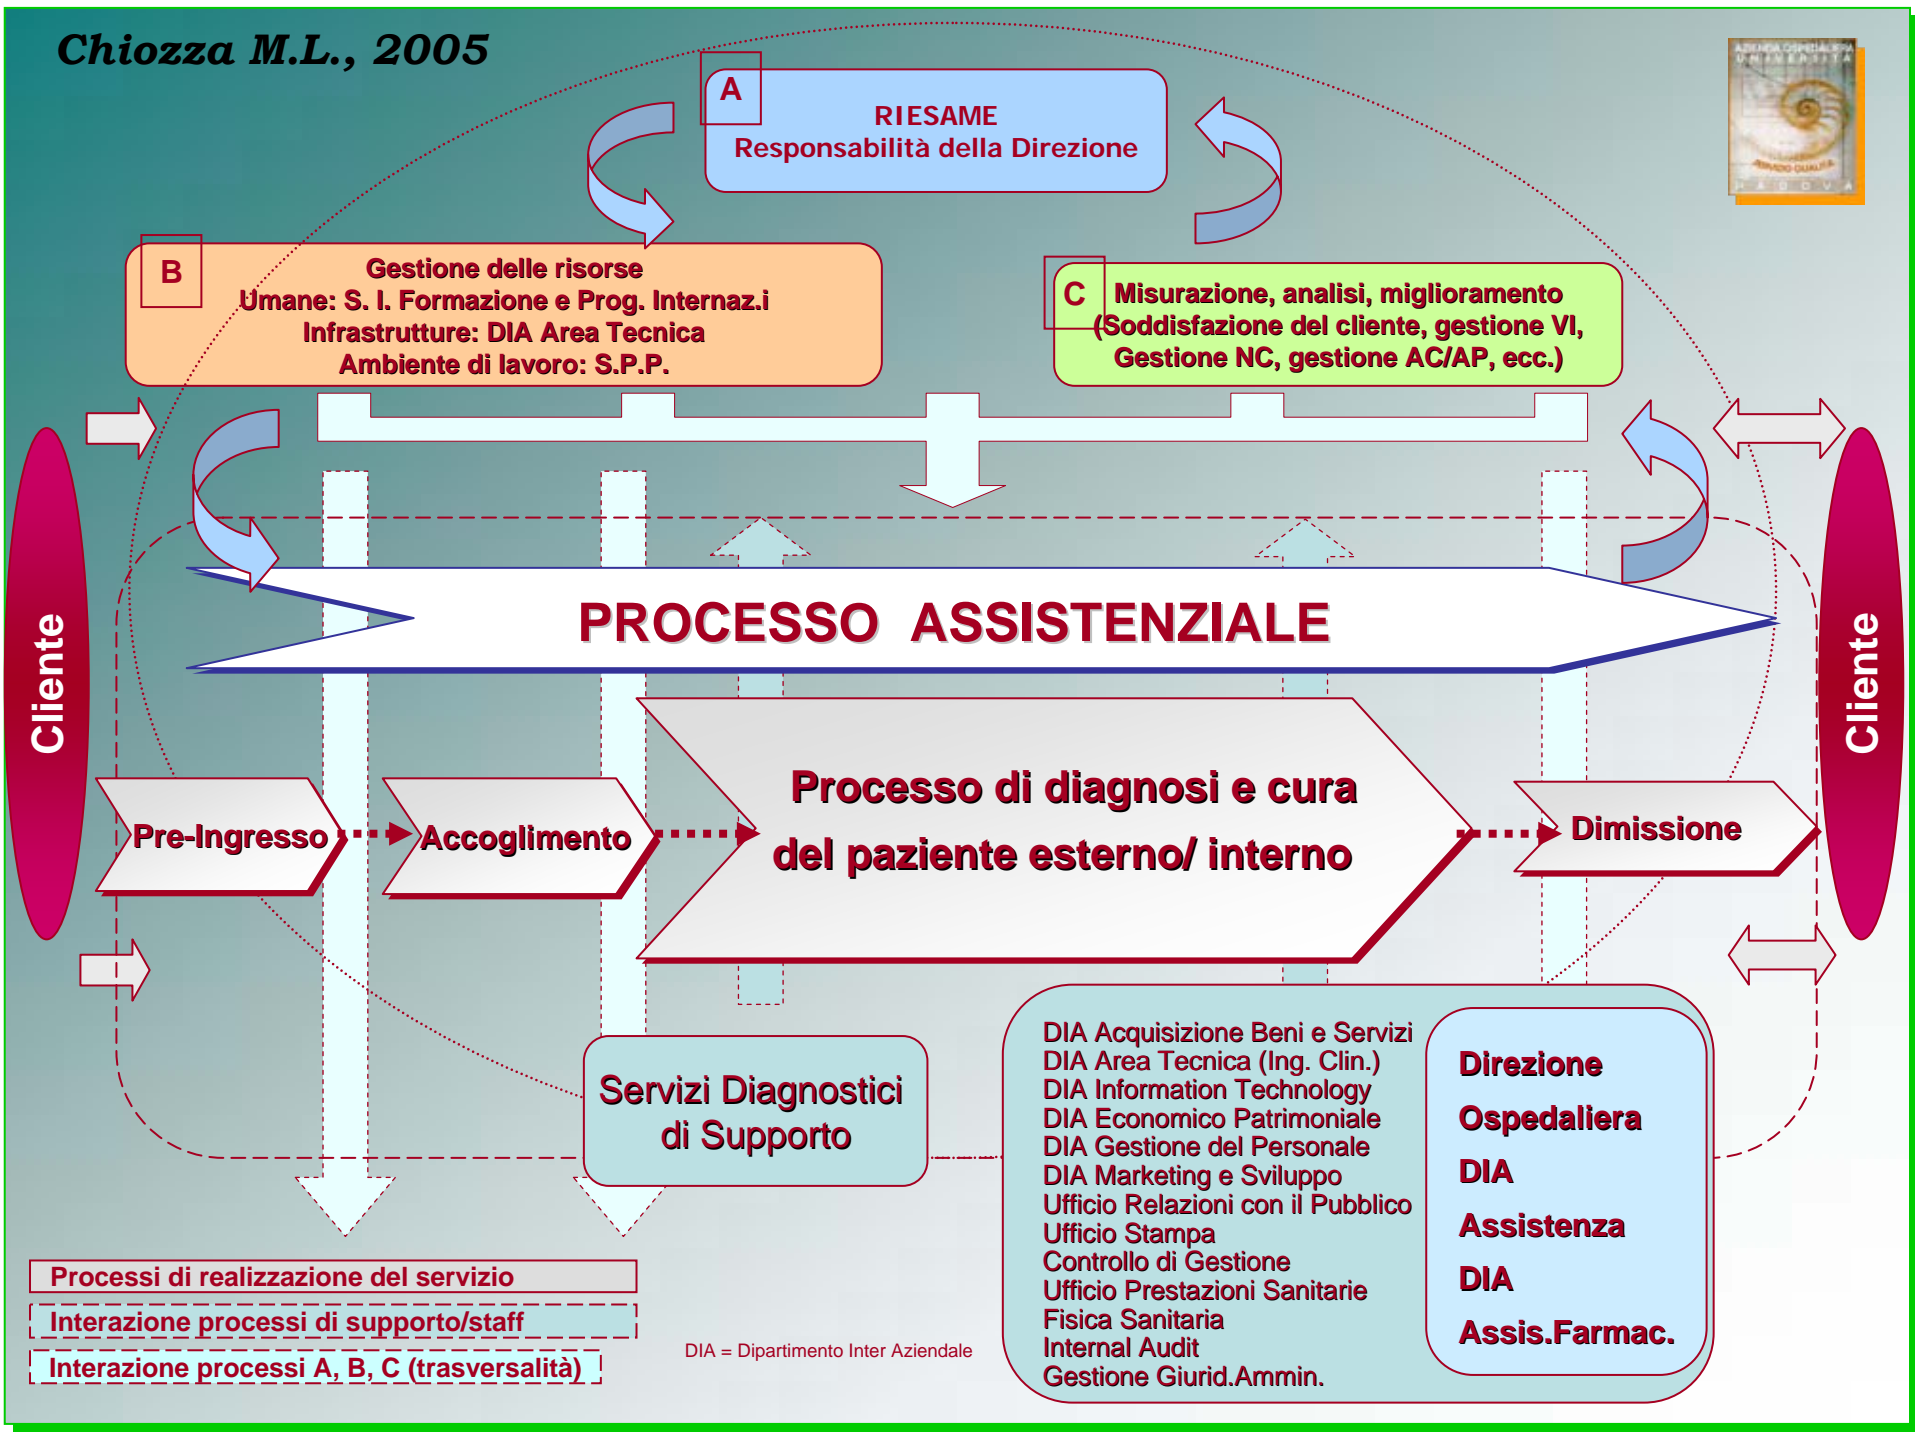 Chiozza M.L., 2005
AZIENDA OSPEDALIERA
UNIVERSITÀ
SERVIZIO QUALITÀ
PADOVA
A
RIESAME
Responsabilità della Direzione
B
Gestione delle risorse
Umane: S. I. Formazione e Prog. Internaz.i
Infrastrutture: DIA Area Tecnica
Ambiente di lavoro: S.P.P.
C
Misurazione, analisi, miglioramento
(Soddisfazione del cliente, gestione VI,
Gestione NC, gestione AC/AP, ecc.)
Cliente
PROCESSO ASSISTENZIALE
Cliente
Pre-Ingresso
Accoglimento
Processo di diagnosi e cura
del paziente esterno/ interno
Dimissione
Servizi Diagnostici
di Supporto
DIA Acquisizione Beni e Servizi
DIA Area Tecnica (Ing. Clin.)
DIA Information Technology
DIA Economico Patrimoniale
DIA Gestione del Personale
DIA Marketing e Sviluppo
Ufficio Relazioni con il Pubblico
Ufficio Stampa
Controllo di Gestione
Ufficio Prestazioni Sanitarie
Fisica Sanitaria
Internal Audit
Gestione Giurid.Ammin.
Direzione
Ospedaliera
DIA
Assistenza
DIA
Assis.Farmac.
Processi di realizzazione del servizio
Interazione processi di supporto/staff
Interazione processi A, B, C (trasversalità)
DIA = Dipartimento Inter Aziendale